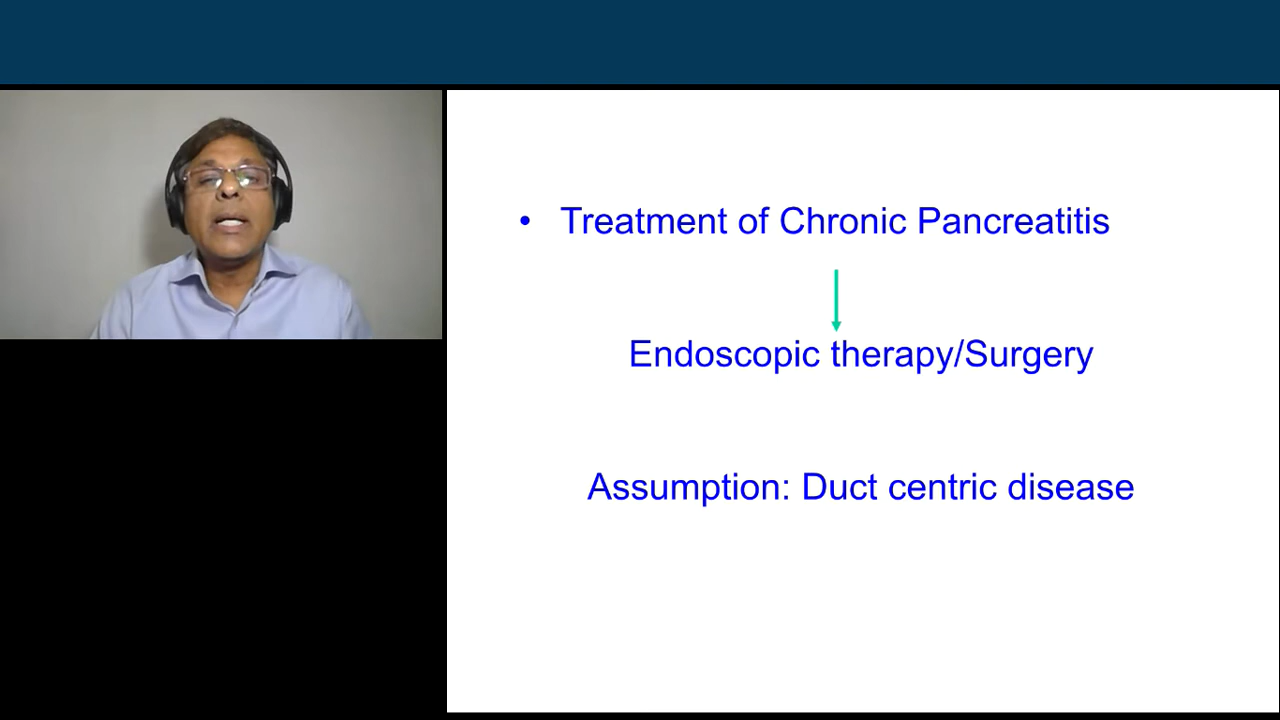 • Treatment of Chronic Pancreatitis
Endoscopic therapy/Surgery
Assumption: Duct centric disease